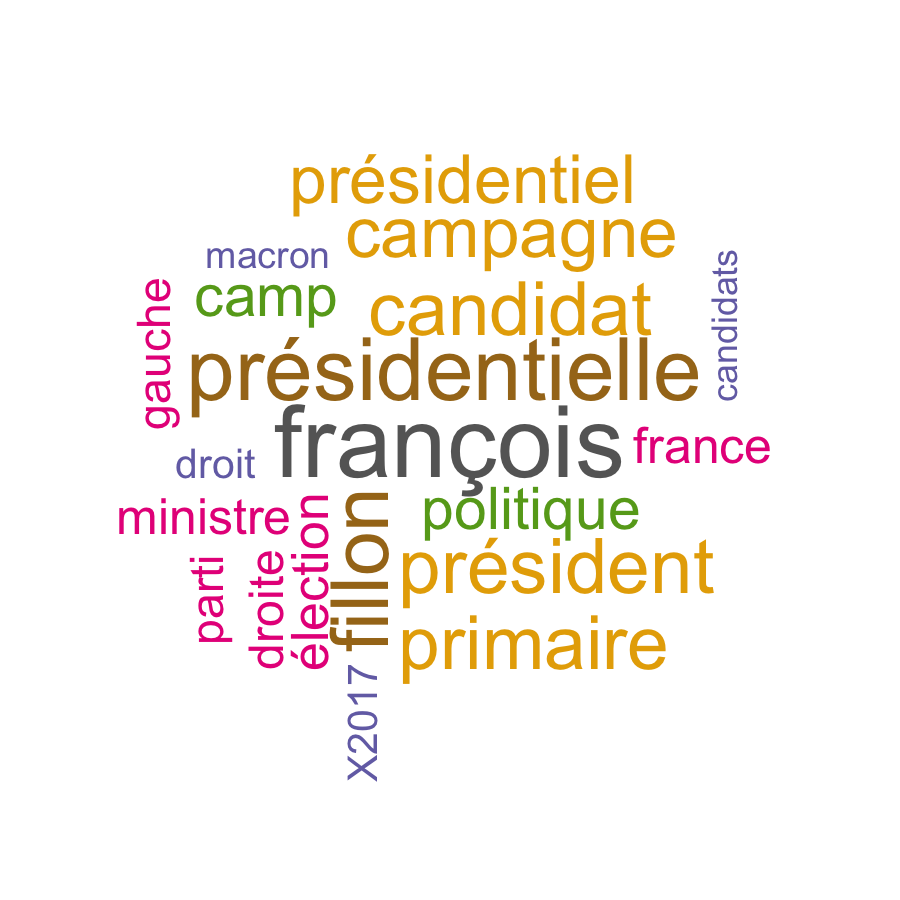 présidentiel
campagne
macron
camp
candidats
gauche
candidat
présidentielle
françois
france
droit
politique
ministre
élection
fillon
président
parti
droite
primaire
X2017